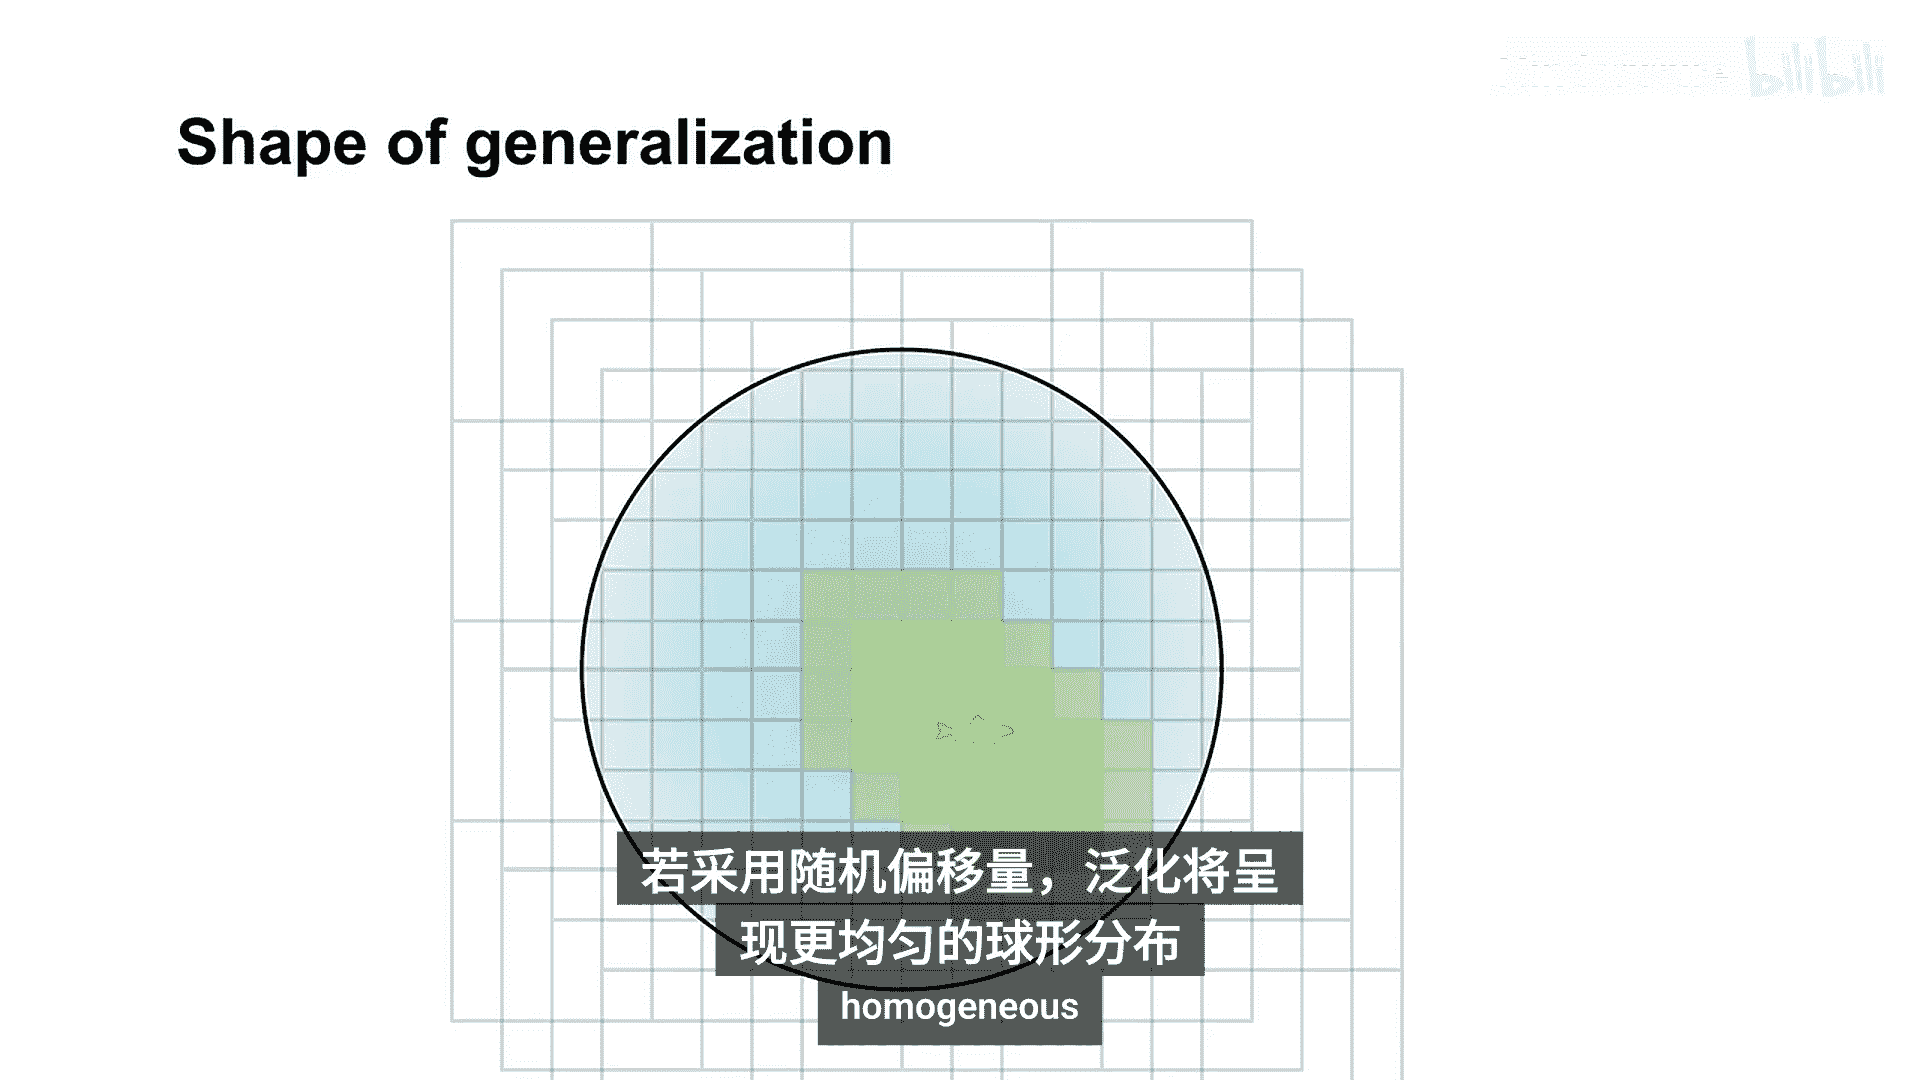 bilibili
Shape of generalization
若采用随机偏移量，泛化将呈
现更均匀的球形分布
homogeneous